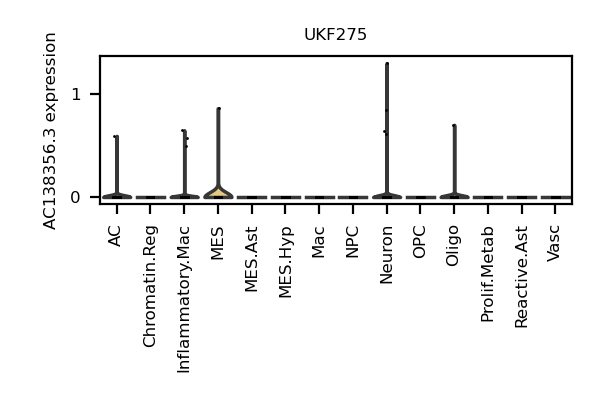 UKF275
AC138356.3 expression
1
0
AC
Chromatin.Reg
Inflammatory.Mac
MES
MES.Ast
MES.Hyp
Mac
NPC
Neuron
OPC
Oligo
Prolif.Metab
Reactive.Ast
Vasc